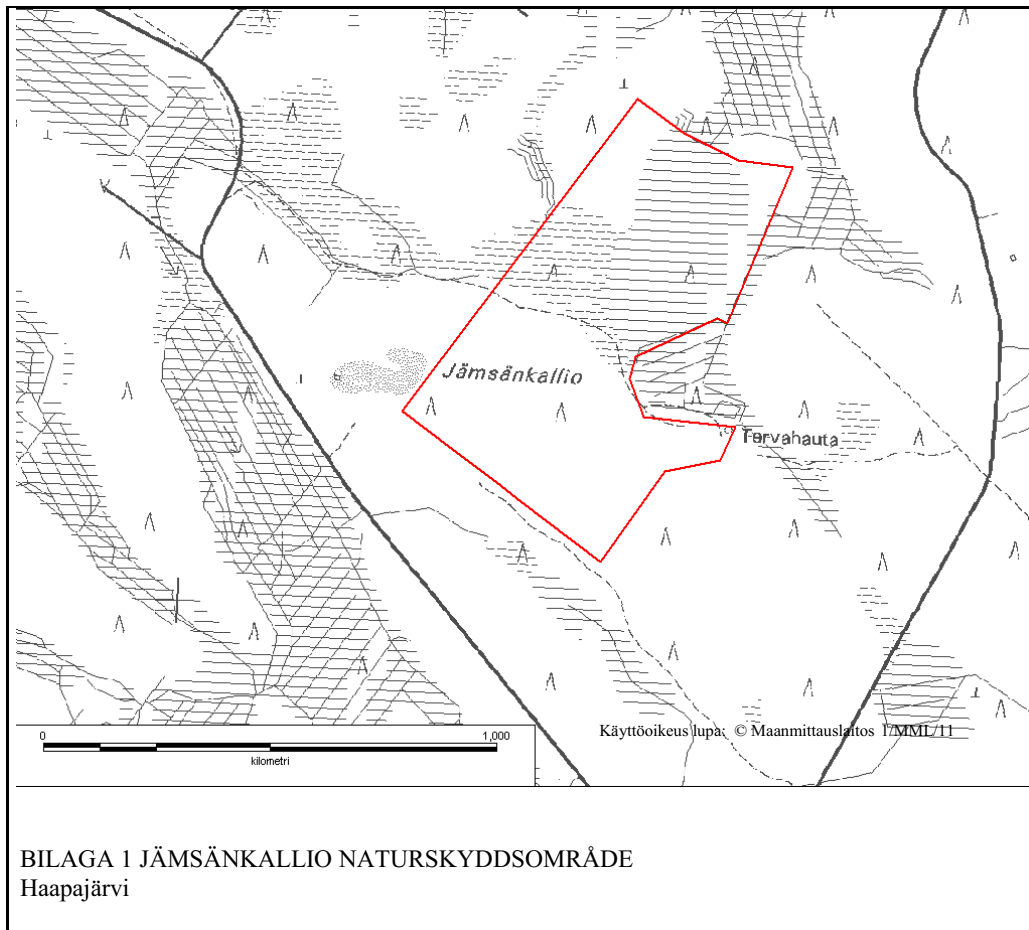 Jämsänkallio
Tervahauta
Käyttöoikeus lupa: © Maanmittauslaitos 1/MML/11
0 1,000
kilometri
BILAGA 1 JÄMSÄNKALLIO NATURSKYDDSOMRÅDE
Haapajärvi